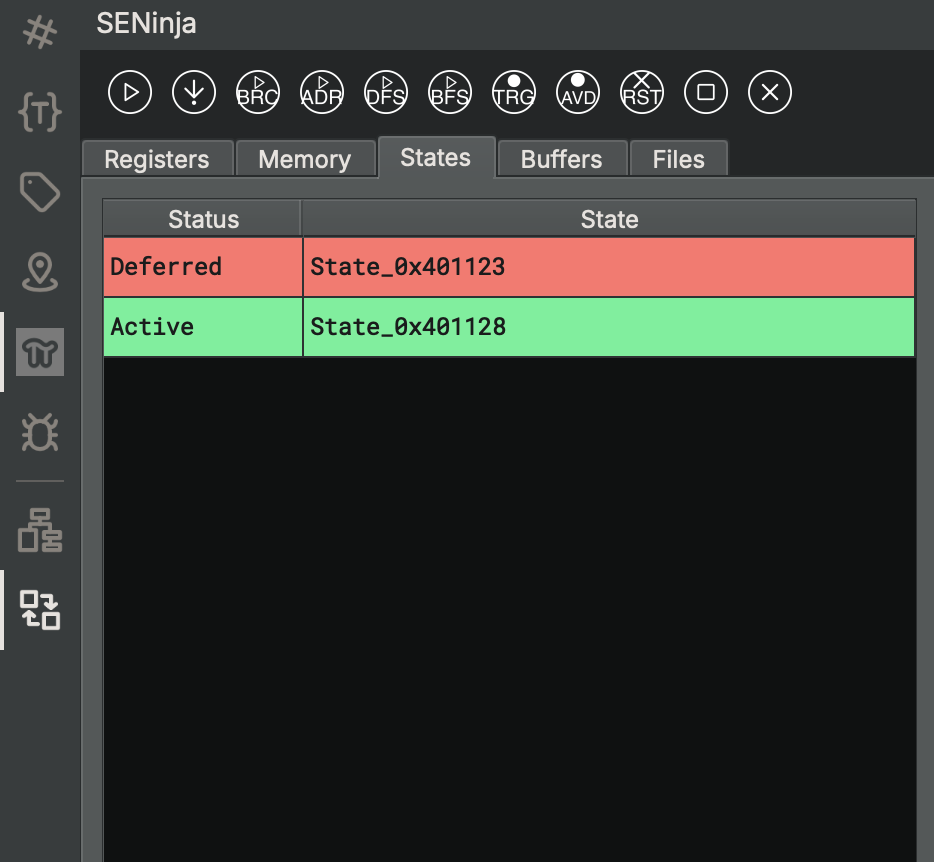 SENinja
BRC ADR DFS BFS TRG AVD RST
Registers Memory States Buffers Files
Status State
Deferred State_0x401123
Active State_0x401128